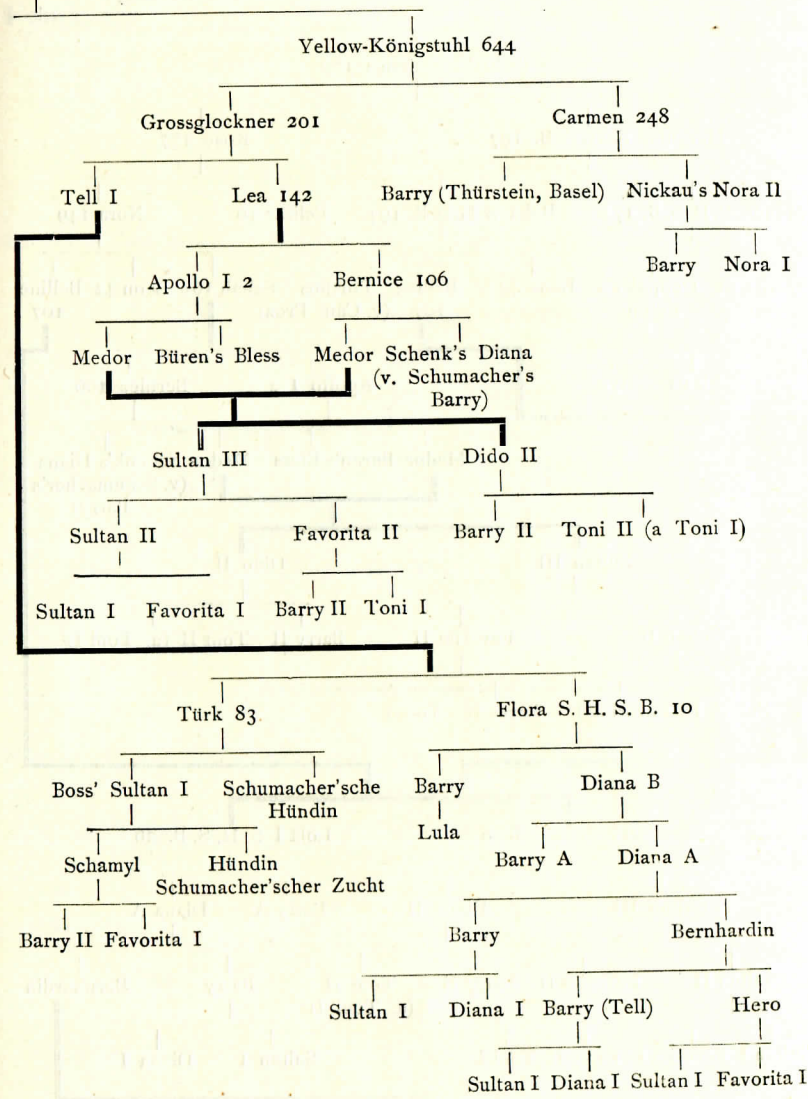 Yellow-Königstuhl 644
Grossglockner 201 Carmen 248
Tell I Lea 142 Barry (Thürstein, Basel) Nickau's Nora II
Apollo I 2 Bernice 106 Barry Nora I
Medor Büren's Bless Medor Schenk's Diana
(v. Schumacher's
Barry)
Sultan III Dido II
Sultan II Favorita II Barry II Toni II (a Toni I)
Sultan I Favorita I Barry II Toni I
Türk 83 Flora S. H. S. B. 10
Boss' Sultan I Schumacher'sche Barry Diana B
Hündin
Lula
Schamyl Hündin Barry A Diana A
Schumacher'scher Zucht
Barry II Favorita I Barry Bernhardin
Sultan I Diana I Barry (Tell) Hero
Sultan I Diana I Sultan I Favorita I